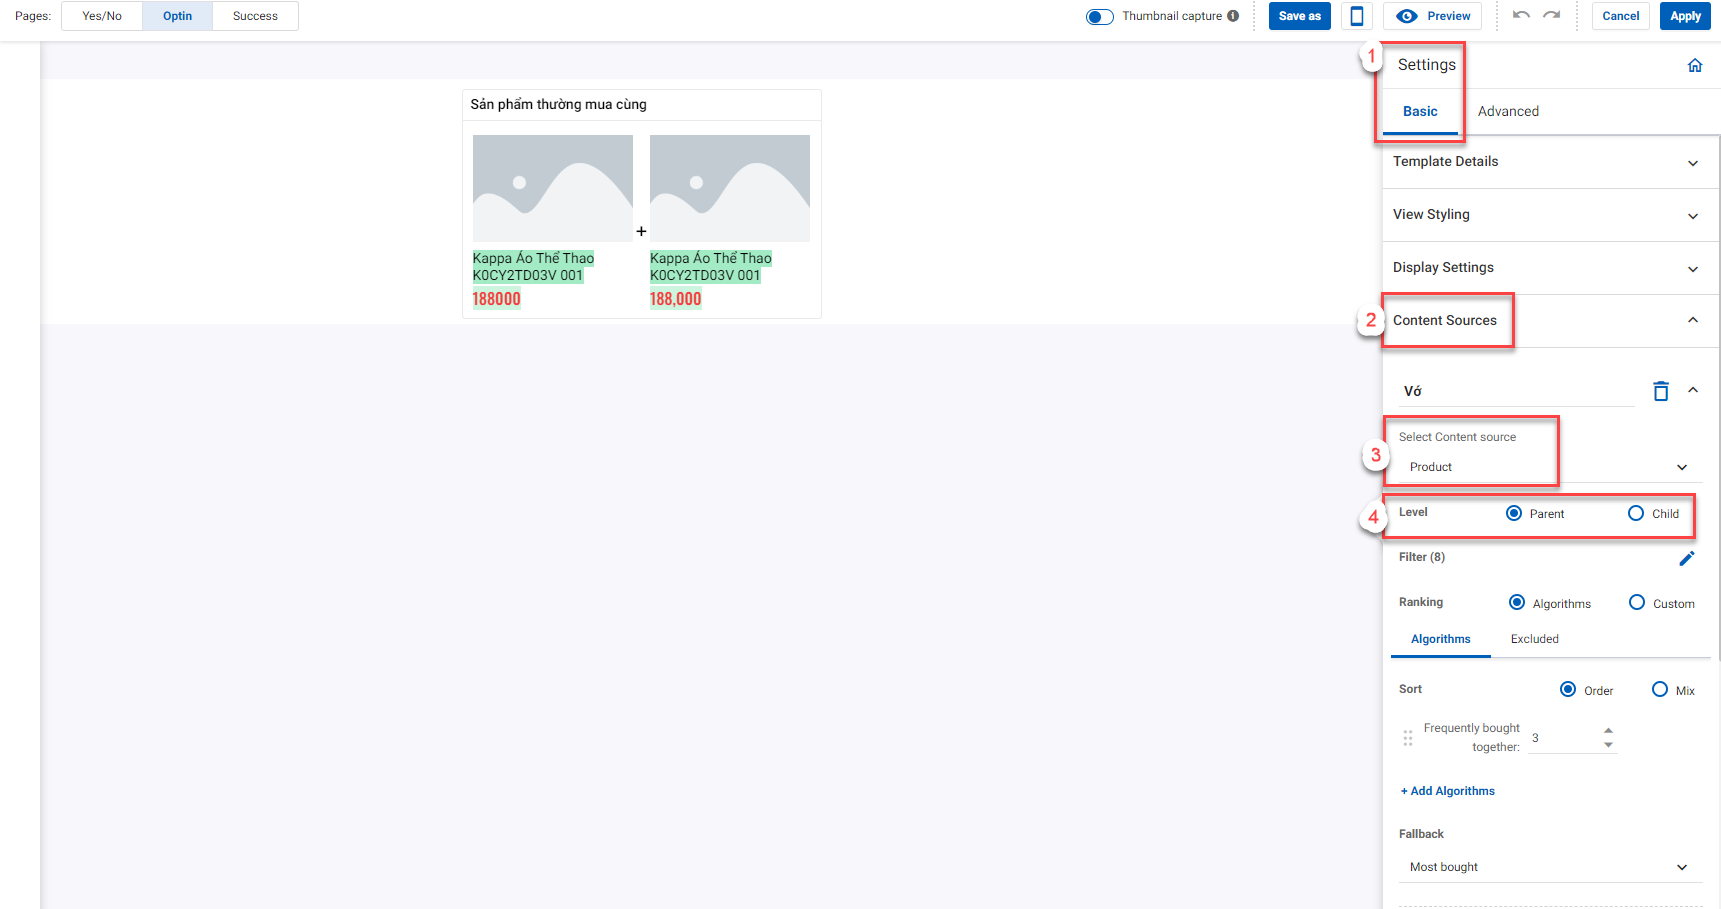 Pages: Yes/No Optin Success Thumbnail capture Save as Preview Cancel Apply
1 Settings
Basic Advanced
Template Details
View Styling
Display Settings
2 Content Sources
Vớ
3 Select Content source
Product
4 Level Parent Child
Filter (8)
Ranking Algorithms Custom
Algorithms Excluded
Sort Order Mix
Frequently bought
together: 3
+ Add Algorithms
Fallback
Most bought
Sản phẩm thường mua cùng
+
Kappa Áo Thể Thao
K0CY2TD03V 001
188000
Kappa Áo Thể Thao
K0CY2TD03V 001
188,000